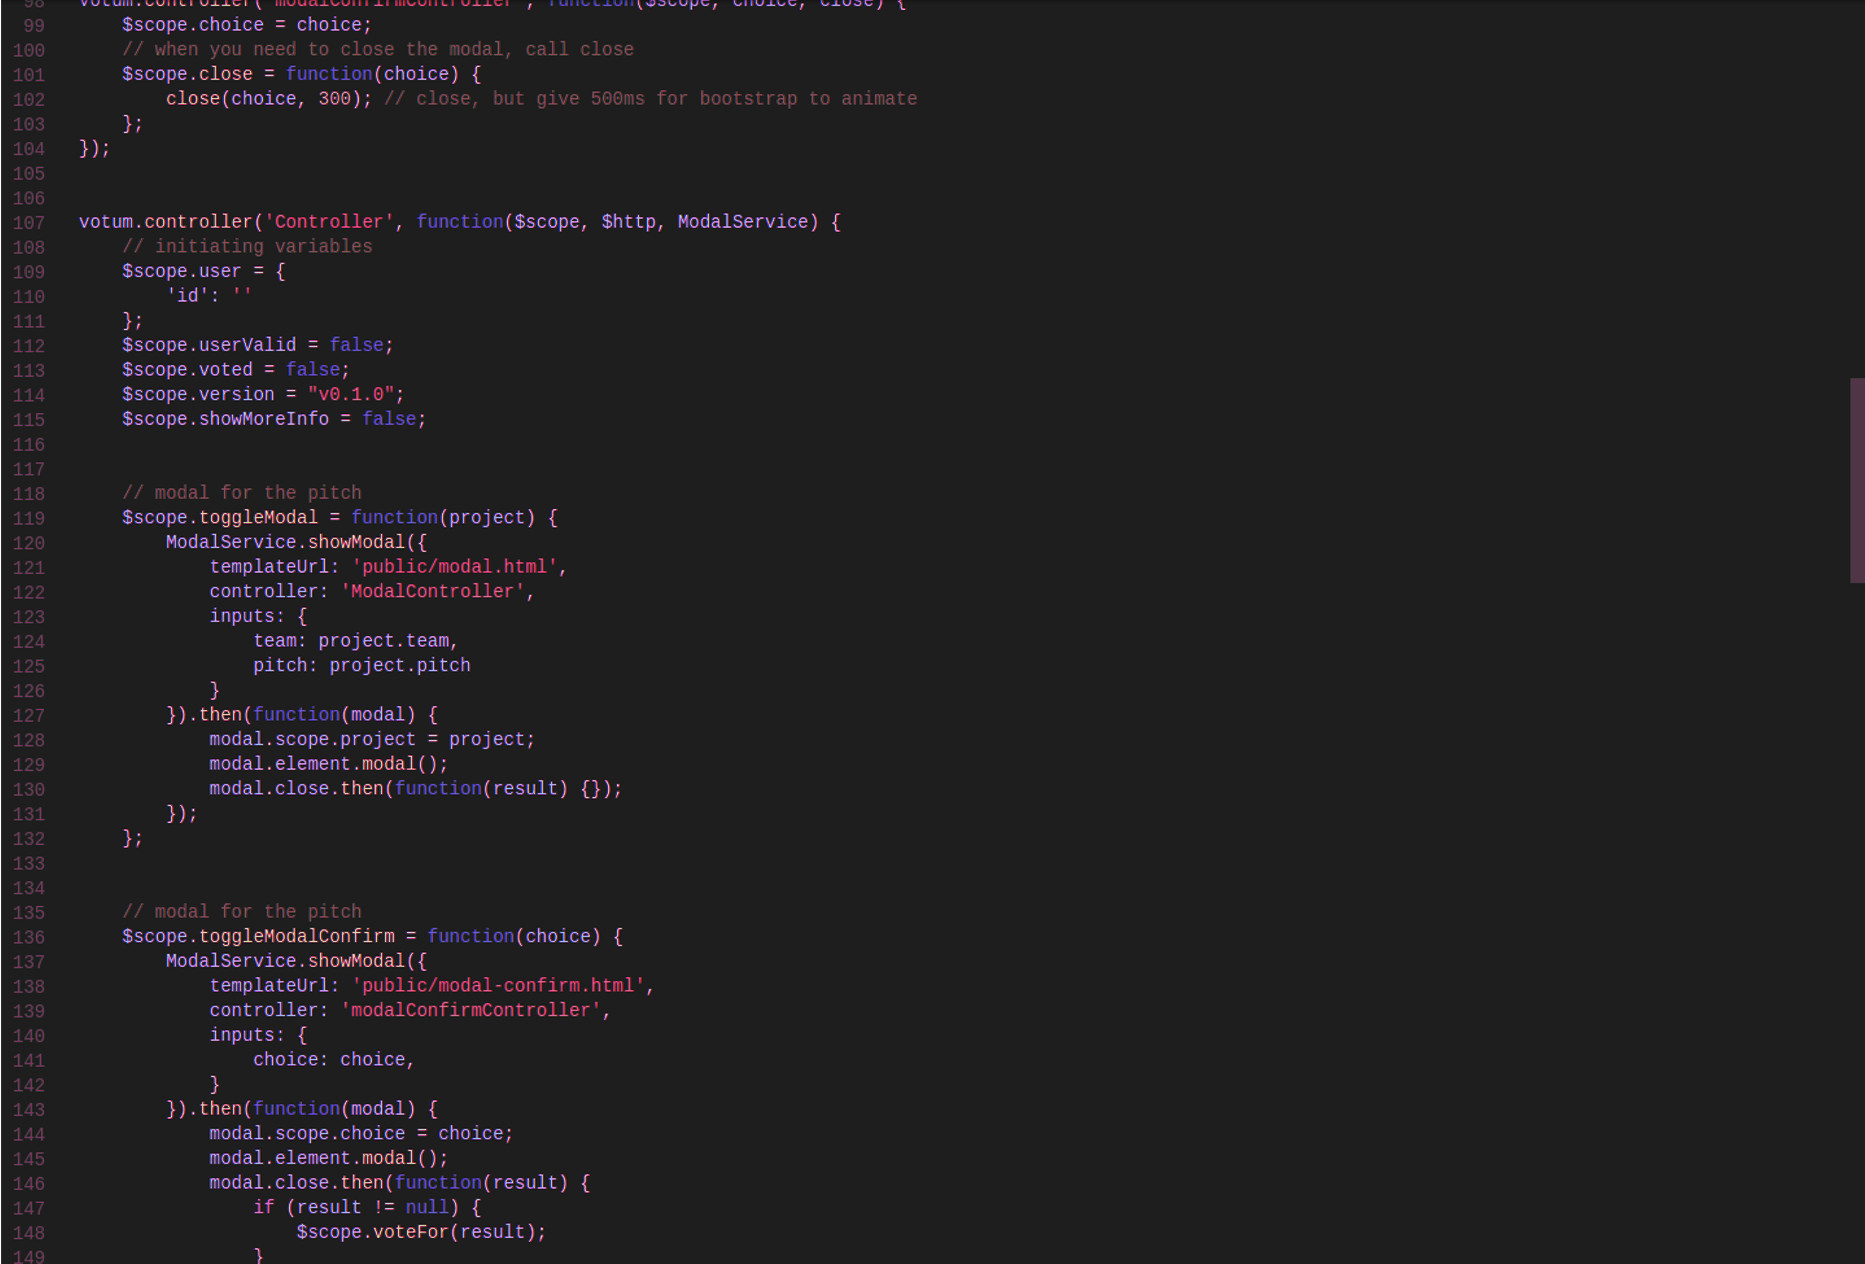 98 votum.controller('modalConfirmController', function($scope, choice, close) {
99 $scope.choice = choice;
100 // when you need to close the modal, call close
101 $scope.close = function(choice) {
102 close(choice, 300); // close, but give 500ms for bootstrap to animate
103 };
104 });
105
106
107 votum.controller('Controller', function($scope, $http, ModalService) {
108 // initiating variables
109 $scope.user = {
110 'id': ''
111 };
112 $scope.userValid = false;
113 $scope.voted = false;
114 $scope.version = "v0.1.0";
115 $scope.showMoreInfo = false;
116
117
118 // modal for the pitch
119 $scope.toggleModal = function(project) {
120 ModalService.showModal({
121 templateUrl: 'public/modal.html',
122 controller: 'ModalController',
123 inputs: {
124 team: project.team,
125 pitch: project.pitch
126 }
127 }).then(function(modal) {
128 modal.scope.project = project;
129 modal.element.modal();
130 modal.close.then(function(result) {});
131 });
132 };
133
134
135 // modal for the pitch
136 $scope.toggleModalConfirm = function(choice) {
137 ModalService.showModal({
138 templateUrl: 'public/modal-confirm.html',
139 controller: 'modalConfirmController',
140 inputs: {
141 choice: choice,
142 }
143 }).then(function(modal) {
144 modal.scope.choice = choice;
145 modal.element.modal();
146 modal.close.then(function(result) {
147 if (result != null) {
148 $scope.voteFor(result);
149 }